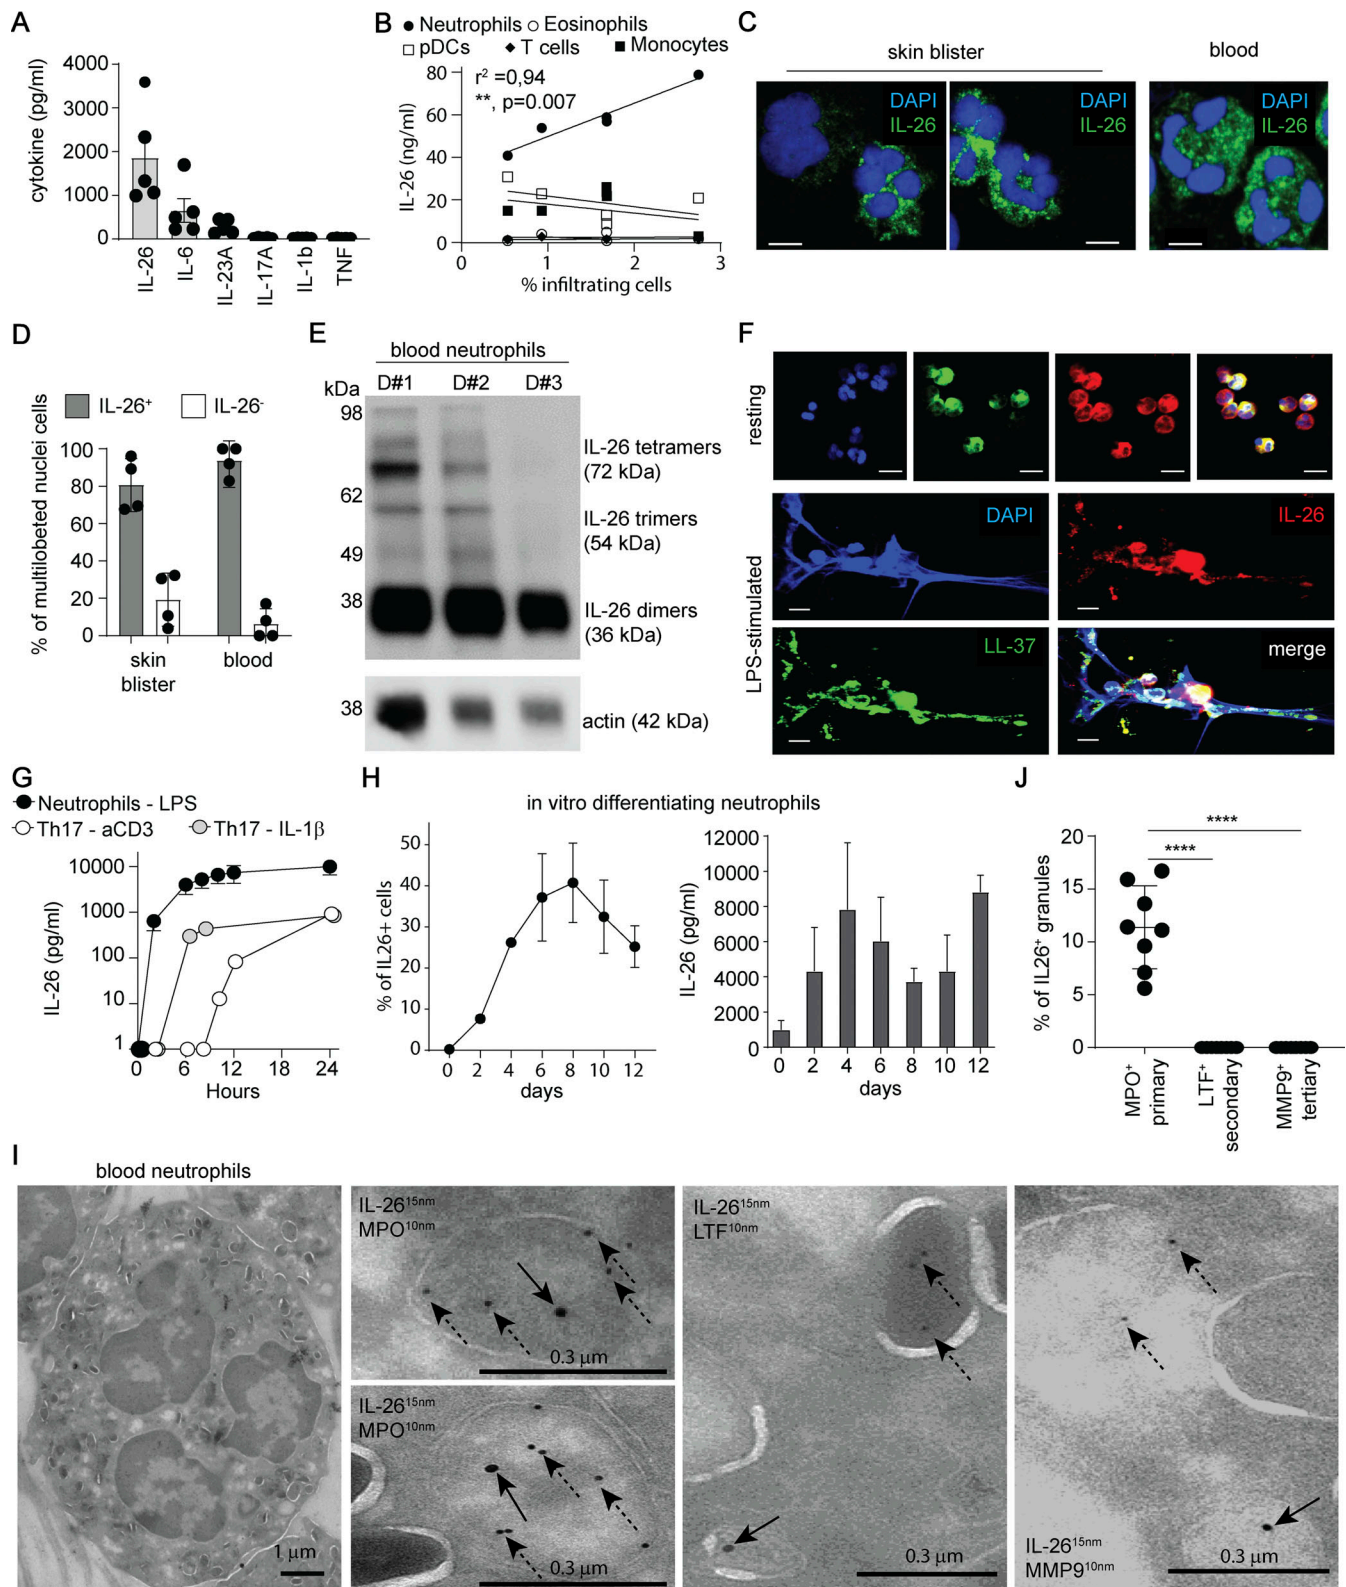 A
cytokine (pg/ml)
4000
3000
2000
1000
0
IL-26
IL-6
IL-23A
IL-17A
IL-1b
TNF
B
Neutrophils Eosinophils
pDCs T cells Monocytes
IL-26 (ng/ml)
80
60
40
20
0
r² =0,94
**, p=0.007
0 1 2 3
% infiltrating cells
C
skin blister
blood
DAPI
IL-26
DAPI
IL-26
DAPI
IL-26
D
IL-26⁺ IL-26⁻
% of multilobeted nuclei cells
100
80
60
40
20
0
skin
blister
blood
E
blood neutrophils
kDa
D#1 D#2 D#3
98
62
49
38
IL-26 tetramers
(72 kDa)
IL-26 trimers
(54 kDa)
IL-26 dimers
(36 kDa)
38
actin (42 kDa)
F
resting
LPS-stimulated
DAPI
IL-26
LL-37
merge
G
Neutrophils - LPS
Th17 - aCD3 Th17 - IL-1β
IL-26 (pg/ml)
10000
1000
100
10
1
0 6 12 24
Hours
H
in vitro differentiating neutrophils
% of IL26+ cells
50
40
30
20
10
0
0 2 4 6 8 10 12
days
IL-26 (pg/ml)
12000
10000
8000
6000
4000
2000
0
0 2 4 6 8 10 12
days
J
% of IL26⁺ granules
20
15
10
5
0
****
****
MPO⁺
primary
LTF⁺
secondary
MMP9⁺
tertiary
I
blood neutrophils
1 μm
IL-26¹⁵ⁿᵐ
MPO¹⁰ⁿᵐ
0.3 μm
IL-26¹⁵ⁿᵐ
MPO¹⁰ⁿᵐ
0.3 μm
IL-26¹⁵ⁿᵐ
LTF¹⁰ⁿᵐ
0.3 μm
IL-26¹⁵ⁿᵐ
MMP9¹⁰ⁿᵐ
0.3 μm